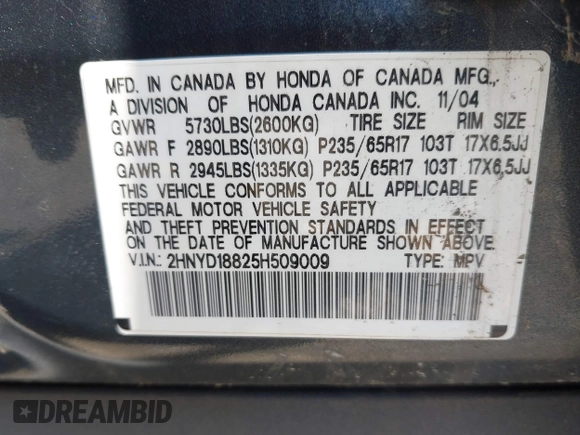 MFD. IN CANADA BY HONDA OF CANADA MFG.,
A DIVISION OF HONDA CANADA INC. 11/04
GVWR 5730LBS(2600KG) TIRE SIZE RIM SIZE
GAWR F 2890LBS(1310KG) P235/65R17 103T 17X6.5JJ
GAWR R 2945LBS(1335KG) P235/65R17 103T 17X6.5JJ
THIS VEHICLE CONFORMS TO ALL APPLICABLE
FEDERAL MOTOR VEHICLE SAFETY
AND THEFT PREVENTION STANDARDS IN EFFECT
ON THE DATE OF MANUFACTURE SHOWN ABOVE.
V.I.N.: 2HNYD18825H509009 TYPE: MPV
DREAMBID